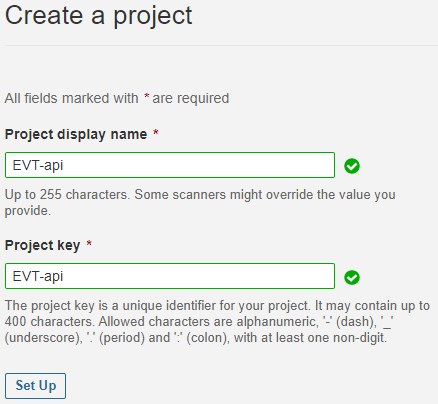 Create a project
All fields marked with * are required
Project display name *
EVT-api
Up to 255 characters. Some scanners might override the value you
provide.
Project key *
EVT-api
The project key is a unique identifier for your project. It may contain up to
400 characters. Allowed characters are alphanumeric, '-' (dash), '_'
(underscore), '.' (period) and ':' (colon), with at least one non-digit.
Set Up